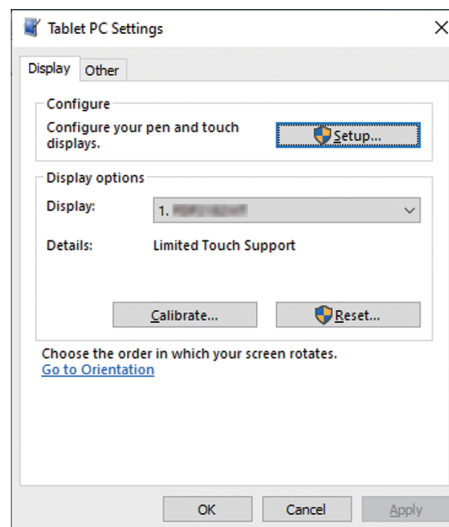 Tablet PC Settings
Display
Other
Configure
Configure your pen and touch
displays.
Setup...
Display options
Display:
1.
Details:
Limited Touch Support
Calibrate...
Reset...
Choose the order in which your screen rotates.
Go to Orientation
OK
Cancel
Apply